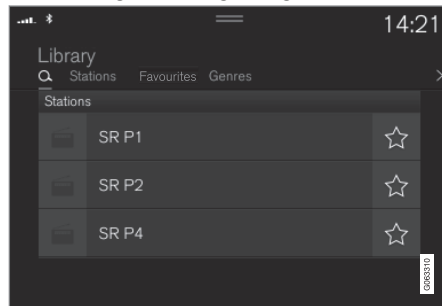 14:21
Library
Stations Favourites Genres
Stations
SR P1
SR P2
SR P4
G063310